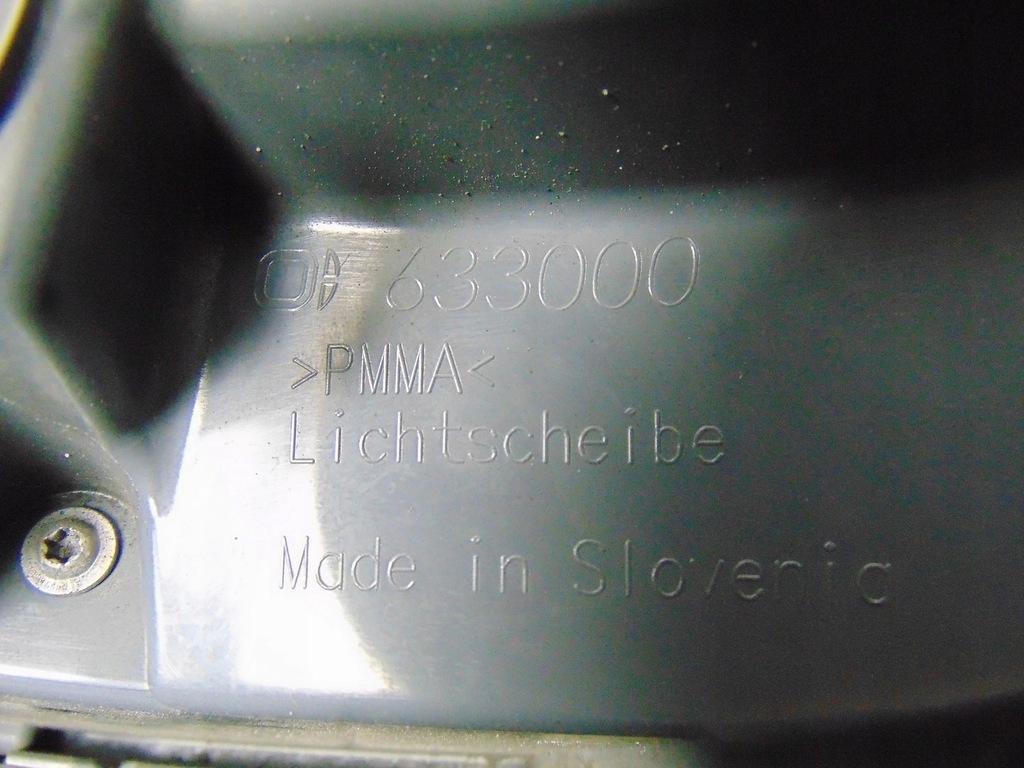 633000
>PMMA<
Lichtscheibe
Made in Slovenia